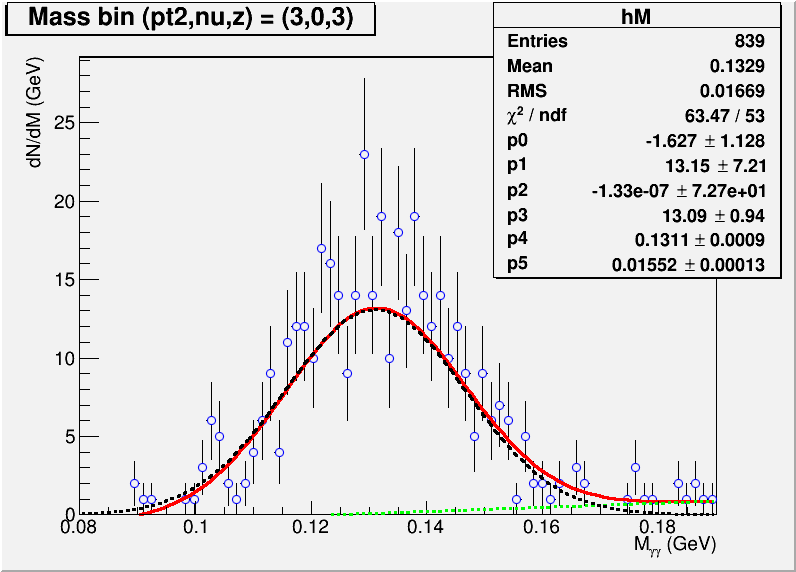 Mass bin (pt2,nu,z) = (3,0,3)
hM
Entries 839
Mean 0.1329
RMS 0.01669
χ² / ndf 63.47 / 53
p0 -1.627 ± 1.128
p1 13.15 ± 7.21
p2 -1.33e-07 ± 7.27e+01
p3 13.09 ± 0.94
p4 0.1311 ± 0.0009
p5 0.01552 ± 0.00013
dN/dM (GeV)
25
20
15
10
5
0
0.08 0.1 0.12 0.14 0.16 0.18
Mγγ (GeV)